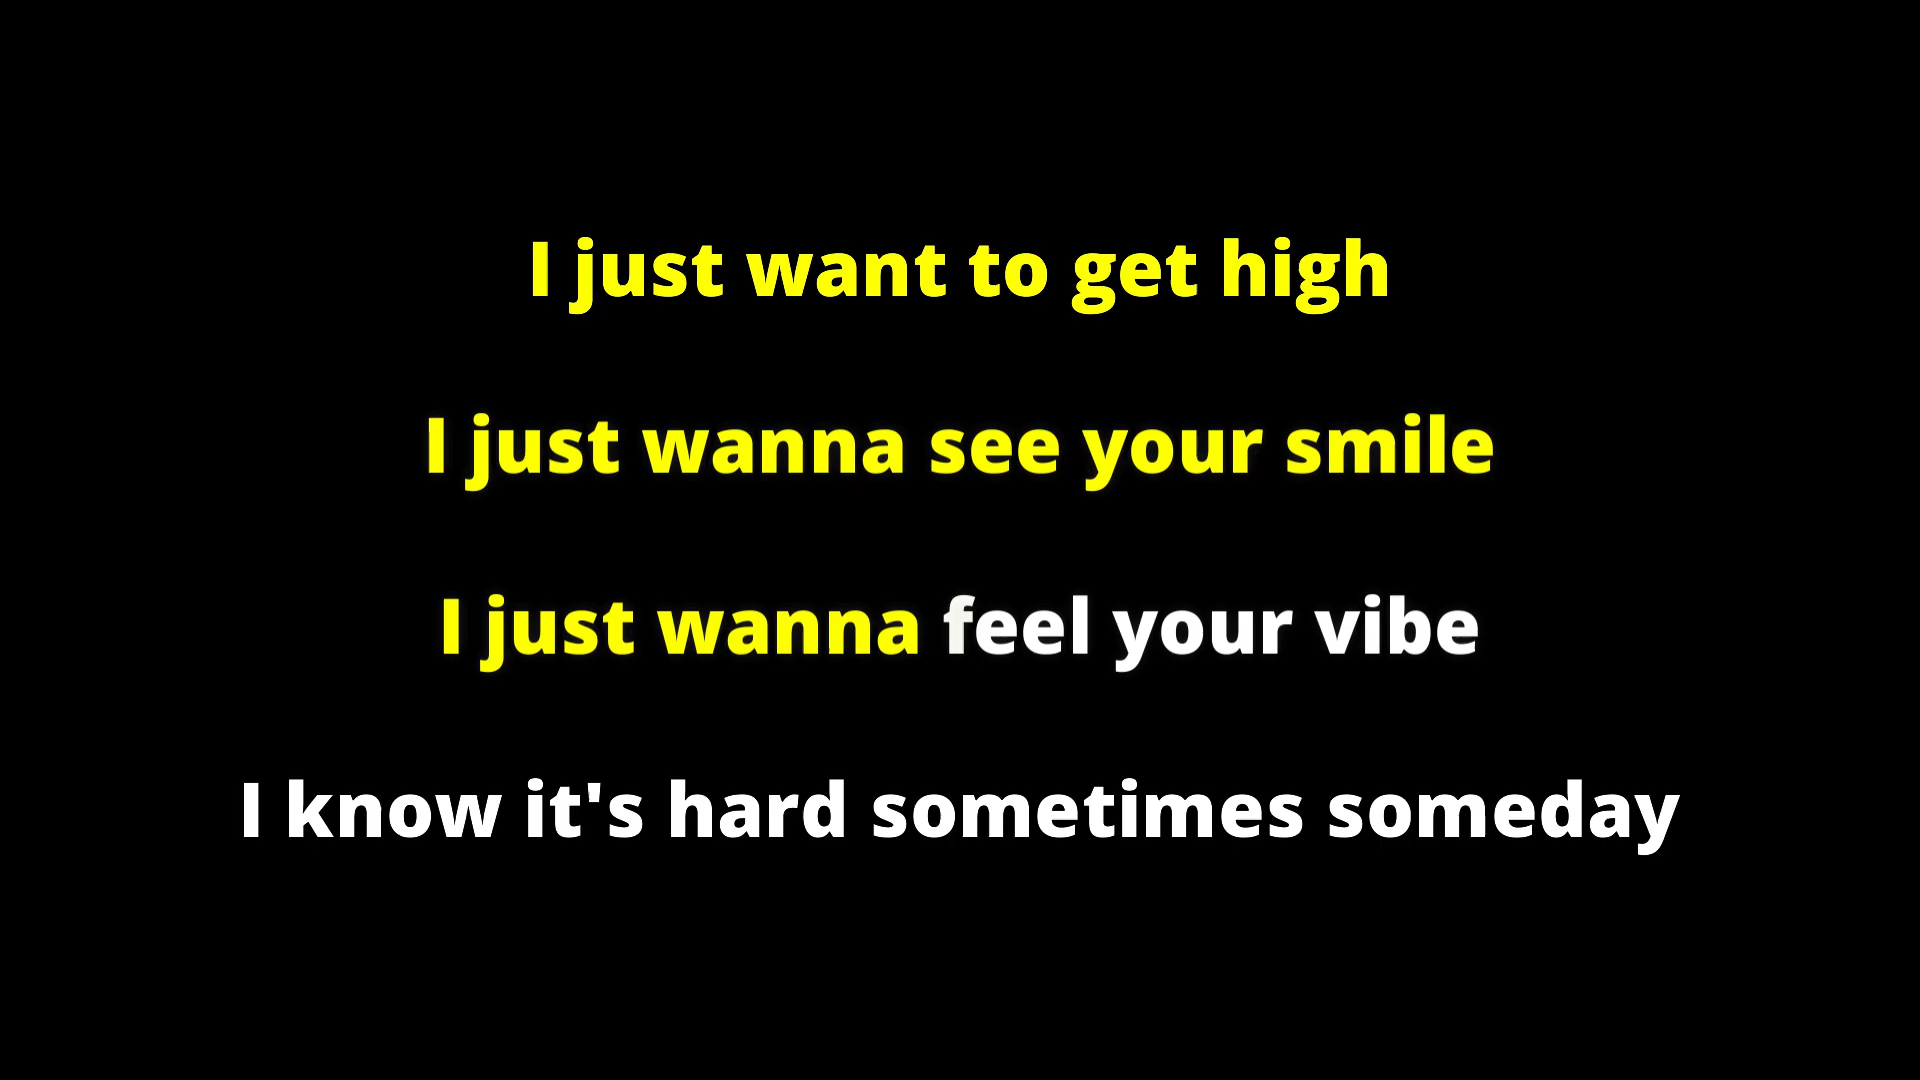 I just want to get high
I just wanna see your smile
I just wanna feel your vibe
I know it's hard sometimes someday